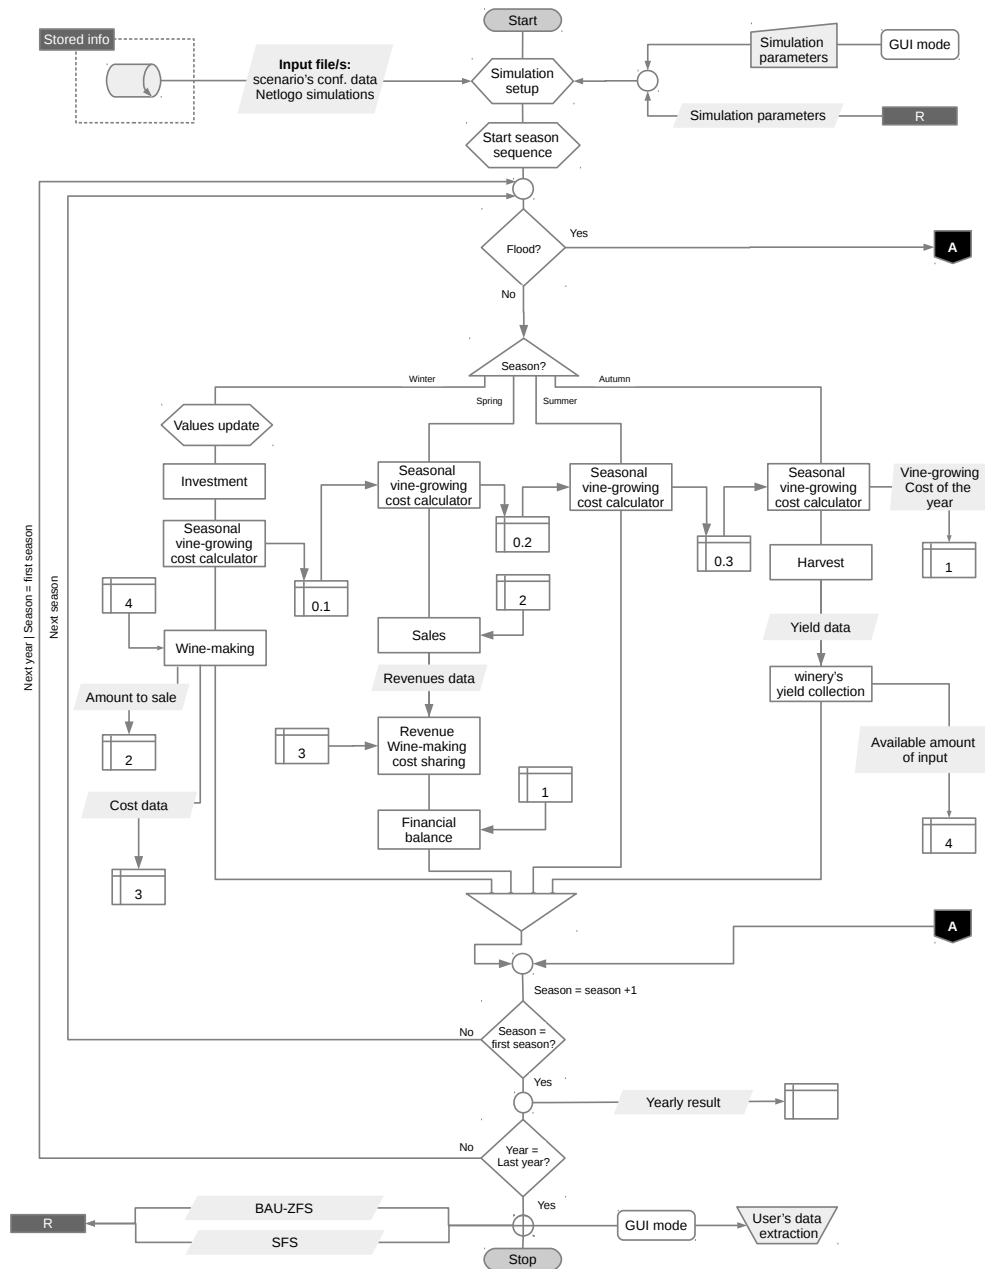 Start
Stored info
Input file/s:
scenario's conf. data
Netlogo simulations
Simulation
setup
Simulation
parameters
GUI mode
Simulation parameters
R
Start season
sequence
Flood?
Yes
A
No
Season?
Winter
Autumn
Spring
Summer
Values update
Investment
Seasonal
vine-growing
cost calculator
Seasonal
vine-growing
cost calculator
Seasonal
vine-growing
cost calculator
Seasonal
vine-growing
cost calculator
Vine-growing
Cost of the
year
0.1
0.2
0.3
1
Harvest
4
2
Wine-making
Sales
Yield data
Amount to sale
Revenues data
winery's
yield collection
2
3
Revenue
Wine-making
cost sharing
Available amount
of input
1
Cost data
Financial
balance
4
3
Next year | Season = first season
Next season
A
Season = season +1
No
Season =
first season?
Yes
Yearly result
No
Year =
Last year?
Yes
BAU-ZFS
R
SFS
GUI mode
User's data
extraction
Stop